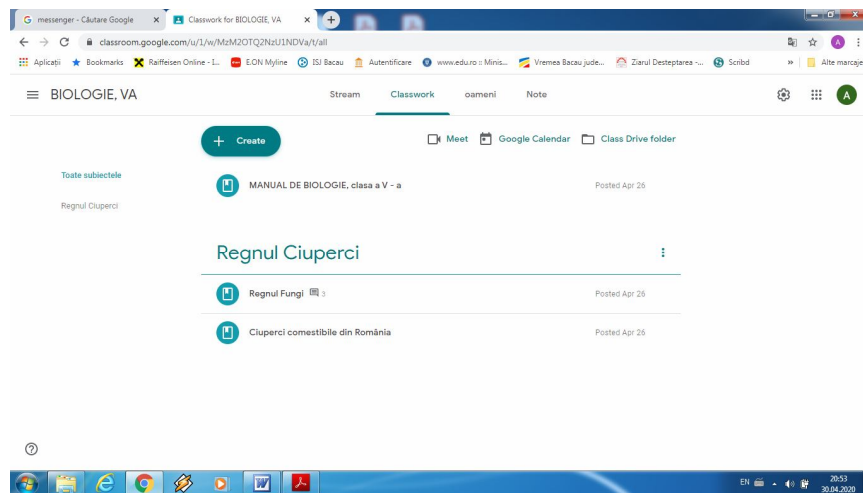 messenger - Căutare Google
Classwork for BIOLOGIE, VA
classroom.google.com/u/1/w/MzM2OTQ2NzU1NDVa/t/all
Aplicații Bookmarks Raiffeisen Online - I... E.ON Myline ISJ Bacau Autentificare www.edu.ro :: Minis... Vremea Bacau jude... Ziarul Desteptarea -... Scribd » Alte marcaje
BIOLOGIE, VA Stream Classwork oameni Note A
+ Create Meet Google Calendar Class Drive folder
Toate subiectele
Regnul Ciuperci
MANUAL DE BIOLOGIE, clasa a V - a Posted Apr 26
Regnul Ciuperci
Regnul Fungi 3 Posted Apr 26
Ciuperci comestibile din România Posted Apr 26
EN 20:53
30.04.2020